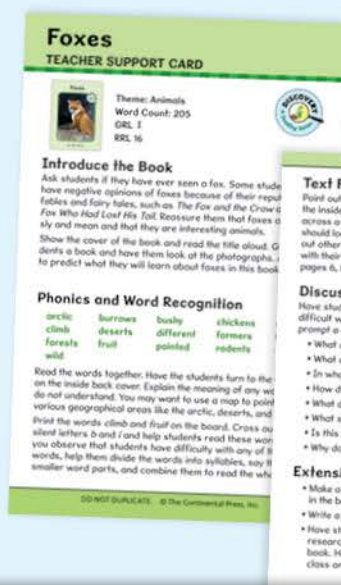 Foxes
TEACHER SUPPORT CARD
Theme: Animals
Word Count: 205
GRL I
RRL 16
DISCOVERY
Introduce the Book
Ask students if they have ever seen a fox. Some stude
have negative opinions of foxes because of their repu
fables and fairy tales, such as The Fox and the Crow o
Fox Who Had Lost His Tail. Reassure them that foxes a
sly and mean and that they are interesting animals.
Show the cover of the book and read the title aloud. G
dents a book and have them look at the photographs.
to predict what they will learn about foxes in this book
Phonics and Word Recognition
arctic burrows bushy chickens
climb deserts different farmers
forests fruit pointed rodents
wild
Read the words together. Have the students turn to the
on the inside back cover. Explain the meaning of any wo
do not understand. You may want to use a map to point
various geographical areas like the arctic, deserts, and
Print the words climb and fruit on the board. Cross ou
silent letters b and i and help students read these wor
you observe that students have difficulty with any of t
words, help them divide the words into syllables, say t
smaller word parts, and combine them to read the who
DO NOT DUPLICATE. © The Continental Press, Inc.
Text F
Point out
the inside
across a
should lo
out other
with their
pages 6,
Discus
Have stud
difficult w
prompt a
• What
• What
• In wha
• How d
• What d
• What s
• Is this
• Why do
Extensi
• Make a
in the b
• Write a
• Have st
researc
book. H
class or